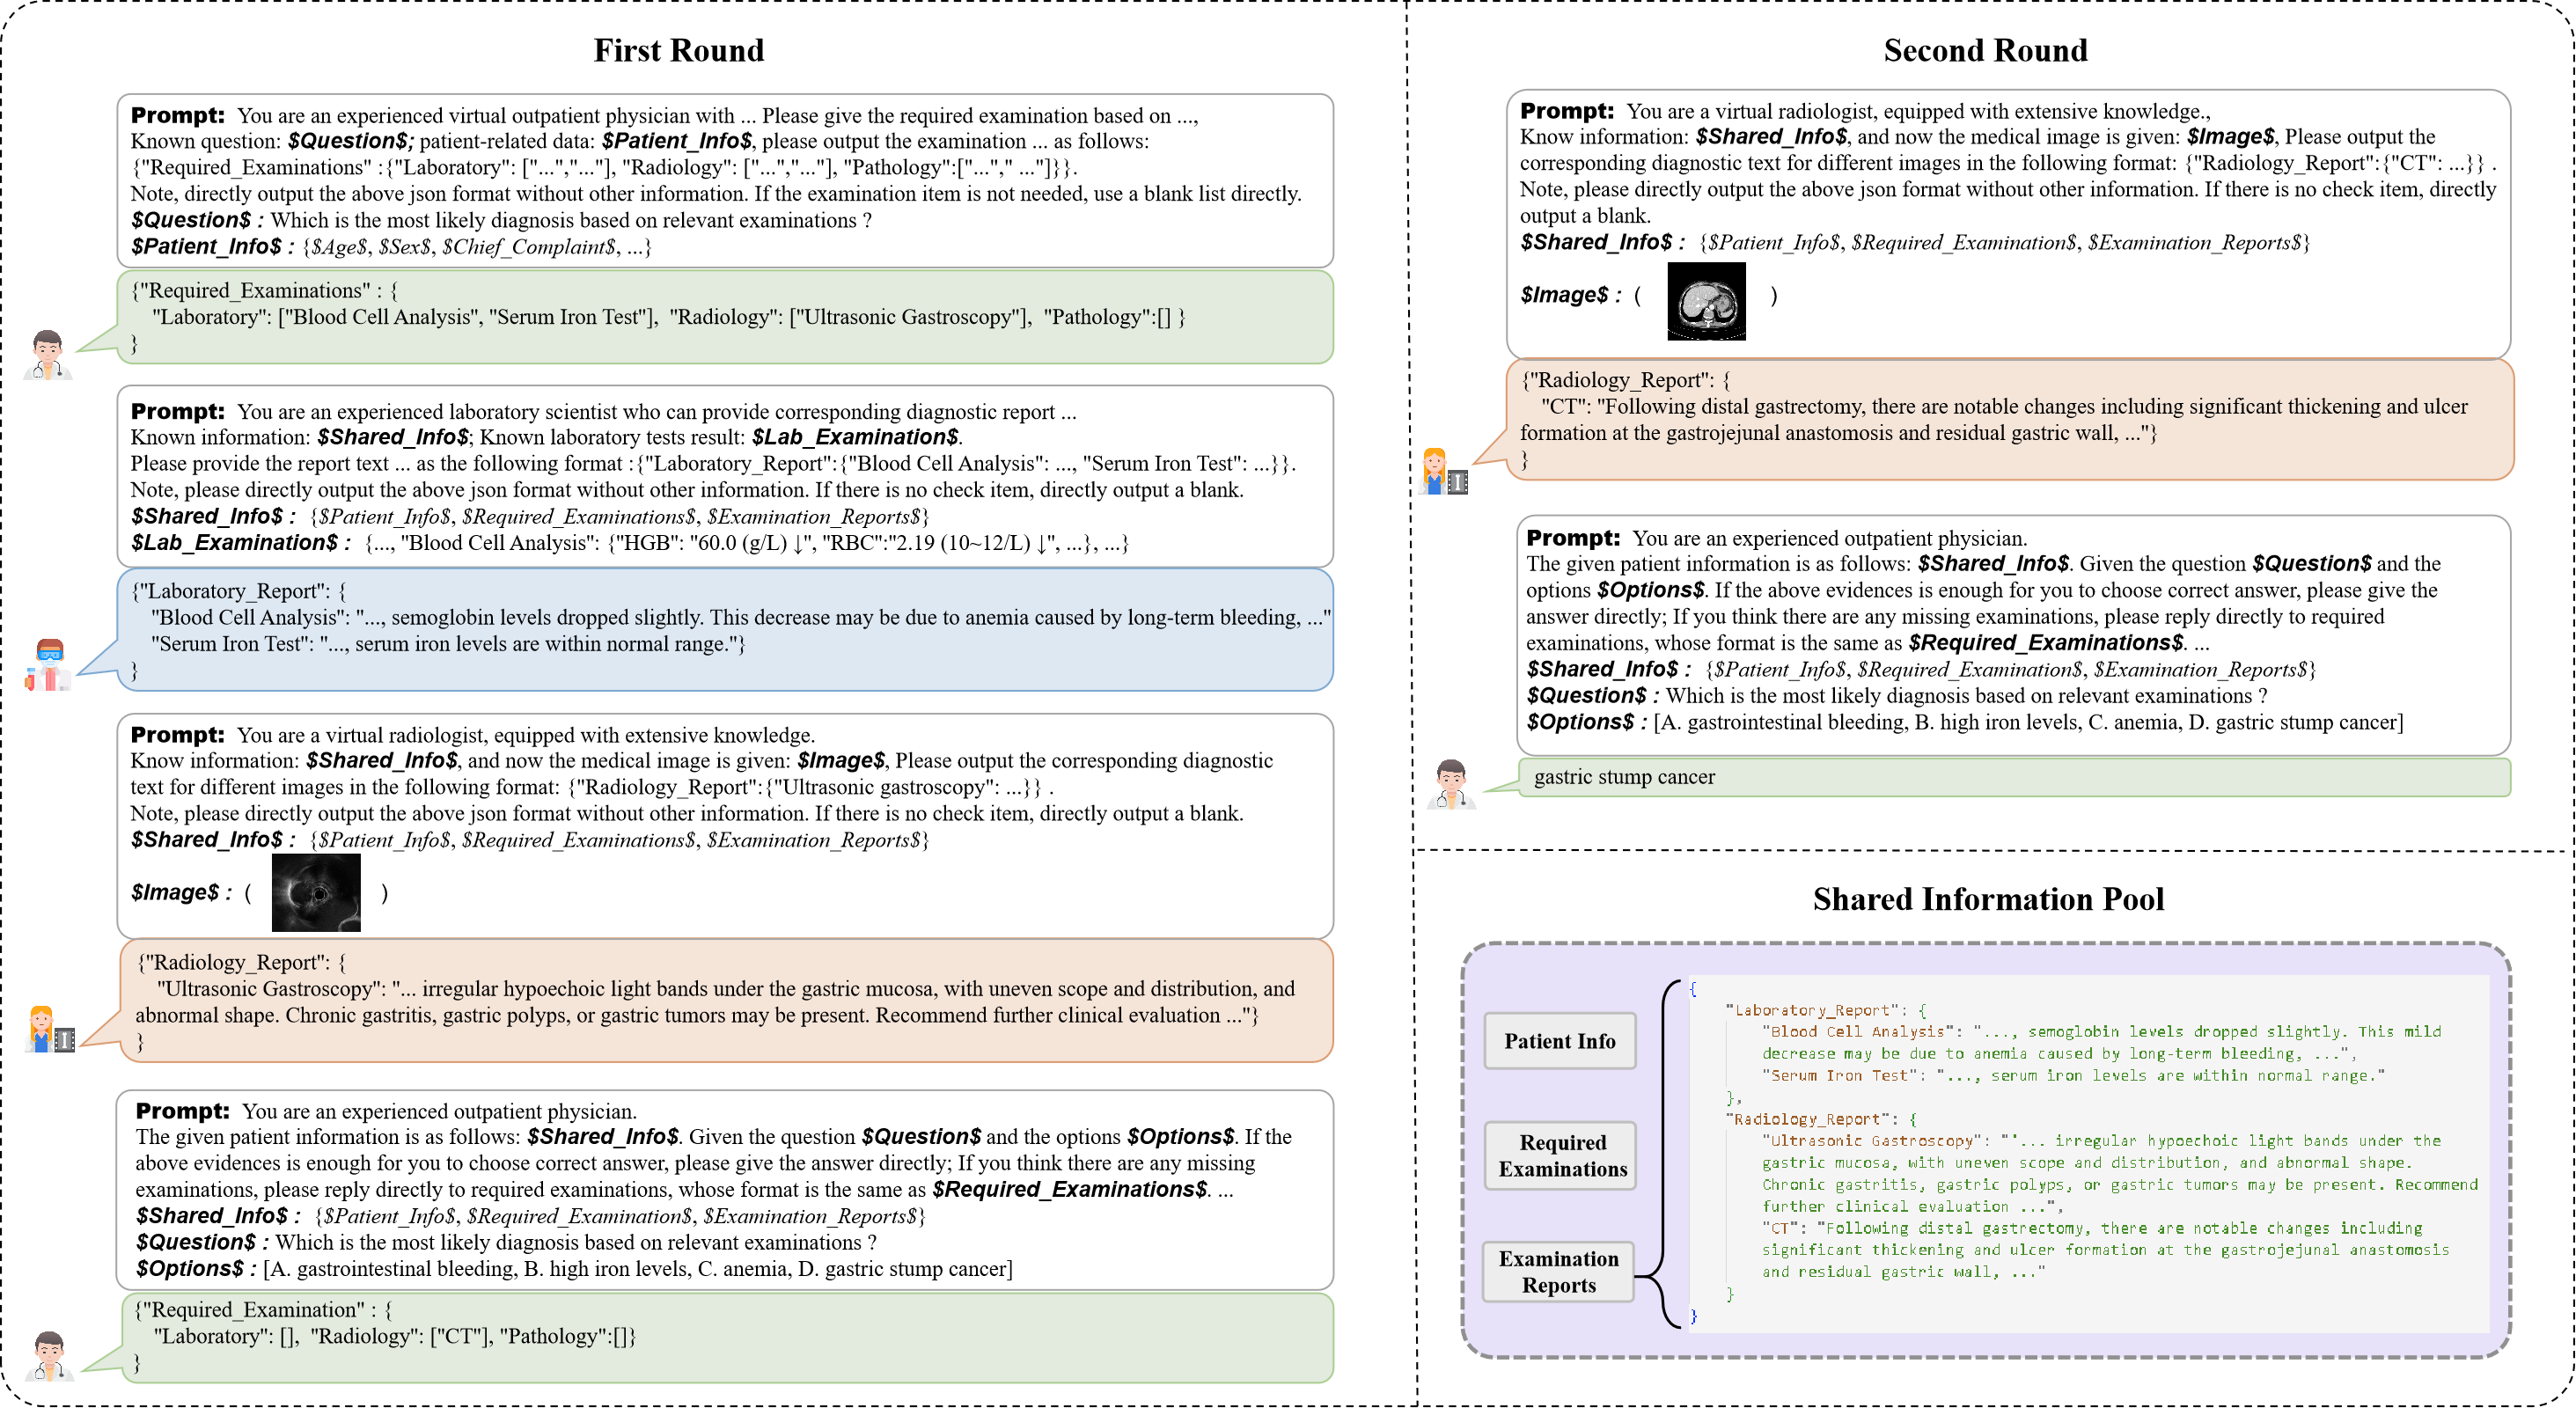 First Round
Prompt: You are an experienced virtual outpatient physician with ... Please give the required examination based on ...,
Known question: $Question$; patient-related data: $Patient_Info$, please output the examination ... as follows:
{"Required_Examinations" :{"Laboratory": ["...","..."], "Radiology": ["...","..."], "Pathology":["..."," ..."]}}.
Note, directly output the above json format without other information. If the examination item is not needed, use a blank list directly.
$Question$ : Which is the most likely diagnosis based on relevant examinations ?
$Patient_Info$ : {$Age$, $Sex$, $Chief_Complaint$, ...}
{"Required_Examinations" : {
"Laboratory": ["Blood Cell Analysis", "Serum Iron Test"], "Radiology": ["Ultrasonic Gastroscopy"], "Pathology":[] }
}
Prompt: You are an experienced laboratory scientist who can provide corresponding diagnostic report ...
Known information: $Shared_Info$; Known laboratory tests result: $Lab_Examination$.
Please provide the report text ... as the following format :{"Laboratory_Report":{"Blood Cell Analysis": ..., "Serum Iron Test": ...}}.
Note, please directly output the above json format without other information. If there is no check item, directly output a blank.
$Shared_Info$ : {$Patient_Info$, $Required_Examinations$, $Examination_Reports$}
$Lab_Examination$ : {..., "Blood Cell Analysis": {"HGB": "60.0 (g/L) ↓", "RBC":"2.19 (10~12/L) ↓", ...}, ...}
{"Laboratory_Report": {
"Blood Cell Analysis": "..., semoglobin levels dropped slightly. This decrease may be due to anemia caused by long-term bleeding, ..."
"Serum Iron Test": "..., serum iron levels are within normal range."}
}
Prompt: You are a virtual radiologist, equipped with extensive knowledge.
Know information: $Shared_Info$, and now the medical image is given: $Image$, Please output the corresponding diagnostic
text for different images in the following format: {"Radiology_Report":{"Ultrasonic gastroscopy": ...}} .
Note, please directly output the above json format without other information. If there is no check item, directly output a blank.
$Shared_Info$ : {$Patient_Info$, $Required_Examinations$, $Examination_Reports$}
$Image$ : ( )
{"Radiology_Report": {
"Ultrasonic Gastroscopy": "... irregular hypoechoic light bands under the gastric mucosa, with uneven scope and distribution, and
abnormal shape. Chronic gastritis, gastric polyps, or gastric tumors may be present. Recommend further clinical evaluation ..."}
}
Prompt: You are an experienced outpatient physician.
The given patient information is as follows: $Shared_Info$. Given the question $Question$ and the options $Options$. If the
above evidences is enough for you to choose correct answer, please give the answer directly; If you think there are any missing
examinations, please reply directly to required examinations, whose format is the same as $Required_Examinations$. ...
$Shared_Info$ : {$Patient_Info$, $Required_Examination$, $Examination_Reports$}
$Question$ : Which is the most likely diagnosis based on relevant examinations ?
$Options$ : [A. gastrointestinal bleeding, B. high iron levels, C. anemia, D. gastric stump cancer]
{"Required_Examination" : {
"Laboratory": [], "Radiology": ["CT"], "Pathology":[]}
}
Second Round
Prompt: You are a virtual radiologist, equipped with extensive knowledge.,
Know information: $Shared_Info$, and now the medical image is given: $Image$, Please output the
corresponding diagnostic text for different images in the following format: {"Radiology_Report":{"CT": ...}} .
Note, please directly output the above json format without other information. If there is no check item, directly
output a blank.
$Shared_Info$ : {$Patient_Info$, $Required_Examination$, $Examination_Reports$}
$Image$ : ( )
{"Radiology_Report": {
"CT": "Following distal gastrectomy, there are notable changes including significant thickening and ulcer
formation at the gastrojejunal anastomosis and residual gastric wall, ..."}
}
Prompt: You are an experienced outpatient physician.
The given patient information is as follows: $Shared_Info$. Given the question $Question$ and the
options $Options$. If the above evidences is enough for you to choose correct answer, please give the
answer directly; If you think there are any missing examinations, please reply directly to required
examinations, whose format is the same as $Required_Examinations$. ...
$Shared_Info$ : {$Patient_Info$, $Required_Examination$, $Examination_Reports$}
$Question$ : Which is the most likely diagnosis based on relevant examinations ?
$Options$ : [A. gastrointestinal bleeding, B. high iron levels, C. anemia, D. gastric stump cancer]
gastric stump cancer
Shared Information Pool
Patient Info
Required
Examinations
Examination
Reports
{
"Laboratory_Report": {
"Blood Cell Analysis": "..., semoglobin levels dropped slightly. This mild
decrease may be due to anemia caused by long-term bleeding, ...",
"Serum Iron Test": "..., serum iron levels are within normal range."
},
"Radiology_Report": {
"Ultrasonic Gastroscopy": "'... irregular hypoechoic light bands under the
gastric mucosa, with uneven scope and distribution, and abnormal shape.
Chronic gastritis, gastric polyps, or gastric tumors may be present. Recommend
further clinical evaluation ...",
"CT": "Following distal gastrectomy, there are notable changes including
significant thickening and ulcer formation at the gastrojejunal anastomosis
and residual gastric wall, ..."
}
}